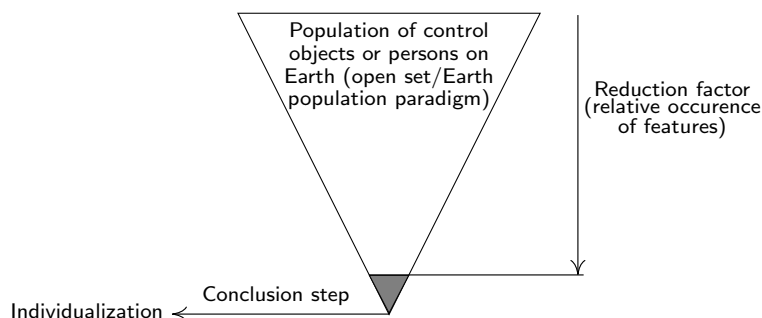 Population of control
objects or persons on
Earth (open set/Earth
population paradigm)
Reduction factor
(relative occurence
of features)
Conclusion step
Individualization